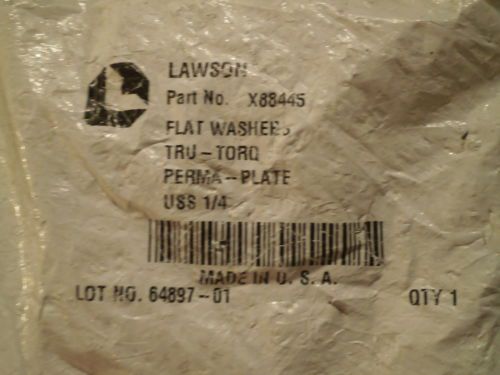 LAWSON
Part No. X88445
FLAT WASHERS
TRU-TORQ
PERMA-PLATE
USS 1/4
MADE IN U.S.A.
LOT NO. 64897-01 QTY 1